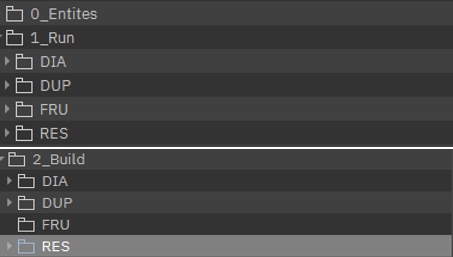 0_Entites
1_Run
DIA
DUP
FRU
RES
2_Build
DIA
DUP
FRU
RES